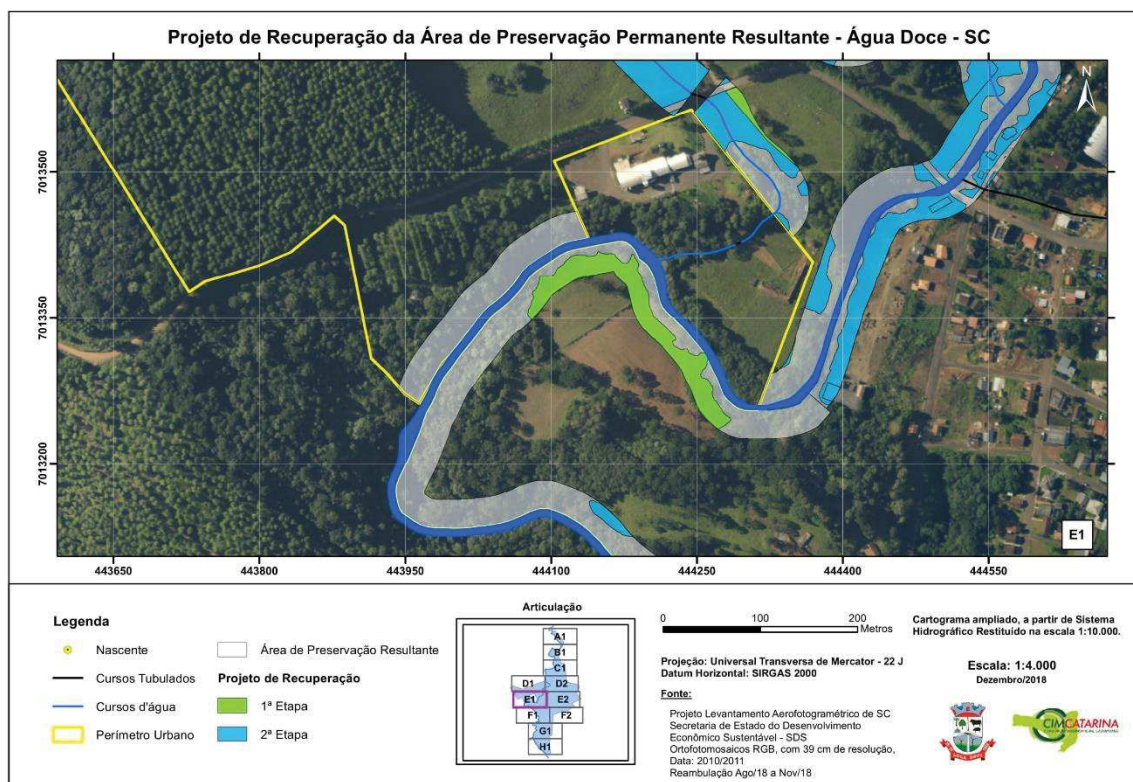 Projeto de Recuperação da Área de Preservação Permanente Resultante - Água Doce - SC
N
7013500
7013350
7013200
E1
443650
443800
443950
444100
444250
444400
444550
Legenda
Nascente
Cursos Tubulados
Cursos d'água
Perímetro Urbano
Área de Preservação Resultante
Projeto de Recuperação
1ª Etapa
2ª Etapa
Articulação
A1
B1
C1
D1
D2
E1
E2
F1
F2
G1
H1
0
100
200
Metros
Projeção: Universal Transversa de Mercator - 22 J
Datum Horizontal: SIRGAS 2000
Fonte:
Projeto Levantamento Aerofotogramétrico de SC
Secretaria de Estado do Desenvolvimento
Econômico Sustentável - SDS
Ortofotomosaicos RGB, com 39 cm de resolução,
Data: 2010/2011
Reambulação Ago/18 a Nov/18
Cartograma ampliado, a partir de Sistema
Hidrográfico Restituído na escala 1:10.000.
Escala: 1:4.000
Dezembro/2018
CIMCATARINA